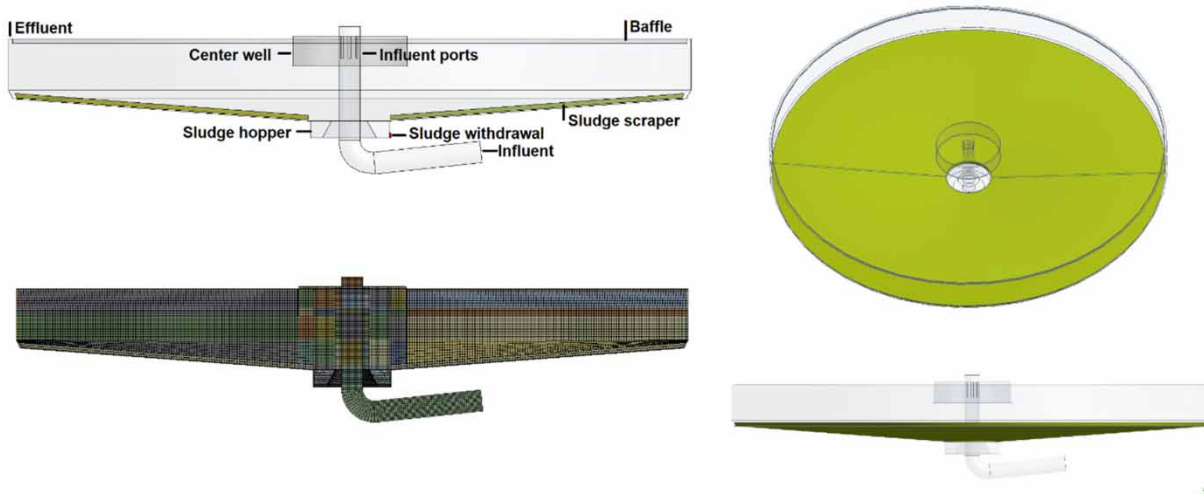 Effluent
Baffle
Center well
Influent ports
Sludge scraper
Sludge hopper
Sludge withdrawal
Influent